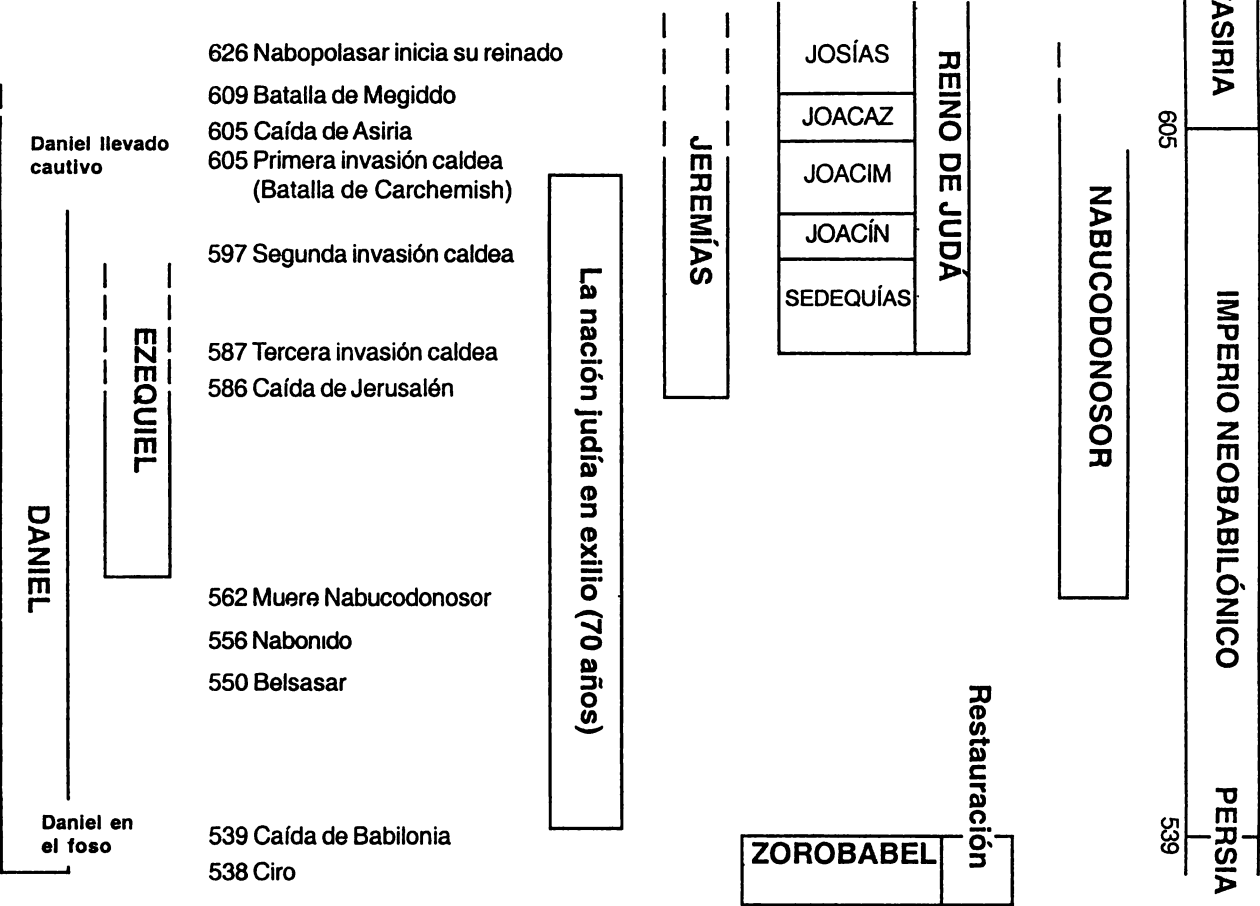 626 Nabopolasar inicia su reinado
609 Batalla de Megiddo
605 Caída de Asiria
605 Primera invasión caldea
(Batalla de Carchemish)
597 Segunda invasión caldea
587 Tercera invasión caldea
586 Caída de Jerusalén
562 Muere Nabucodonosor
556 Nabonido
550 Belsasar
539 Caída de Babilonia
538 Ciro
Daniel llevado
cautivo
DANIEL
Daniel en
el foso
EZEQUIEL
La nación judía en exilio (70 años)
JEREMÍAS
JOSÍAS
JOACAZ
JOACIM
JOACÍN
SEDEQUÍAS
REINO DE JUDÁ
ZOROBABEL
Restauración
NABUCODONOSOR
605
539
ASIRIA
IMPERIO NEOBABILÓNICO
PERSIA